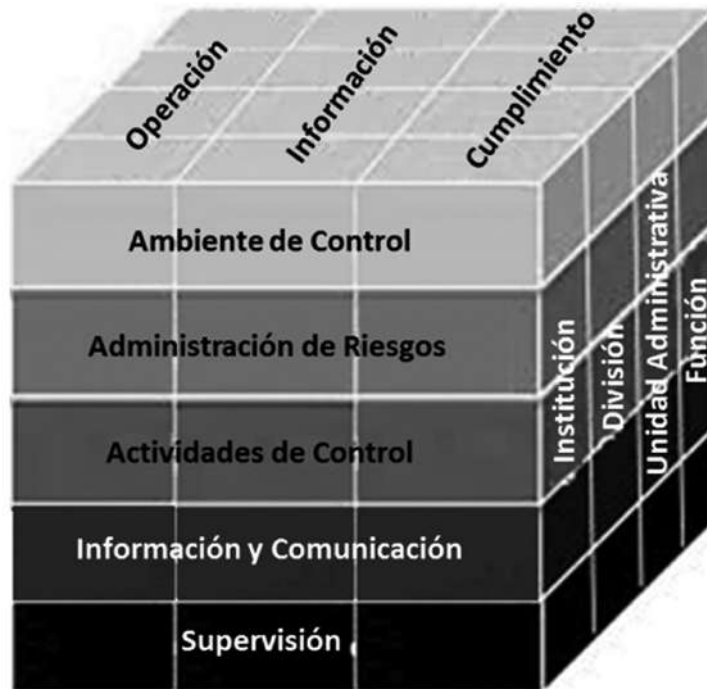 Operación
Información
Cumplimiento
Ambiente de Control
Administración de Riesgos
Actividades de Control
Información y Comunicación
Supervisión
Institución
División
Unidad Administrativa
Función